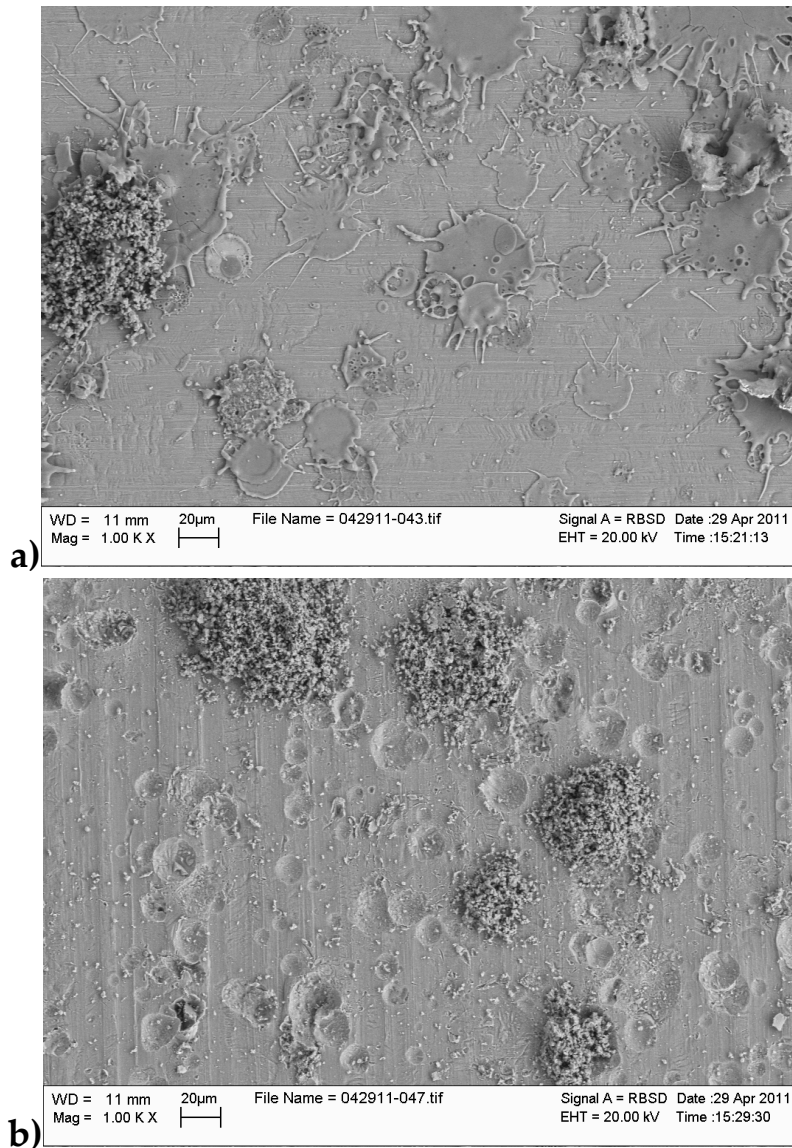 WD = 11 mm 20µm File Name = 042911-043.tif Signal A = RBSD Date :29 Apr 2011
Mag = 1.00 K X EHT = 20.00 kV Time :15:21:13
a)
WD = 11 mm 20µm File Name = 042911-047.tif Signal A = RBSD Date :29 Apr 2011
Mag = 1.00 K X EHT = 20.00 kV Time :15:29:30
b)